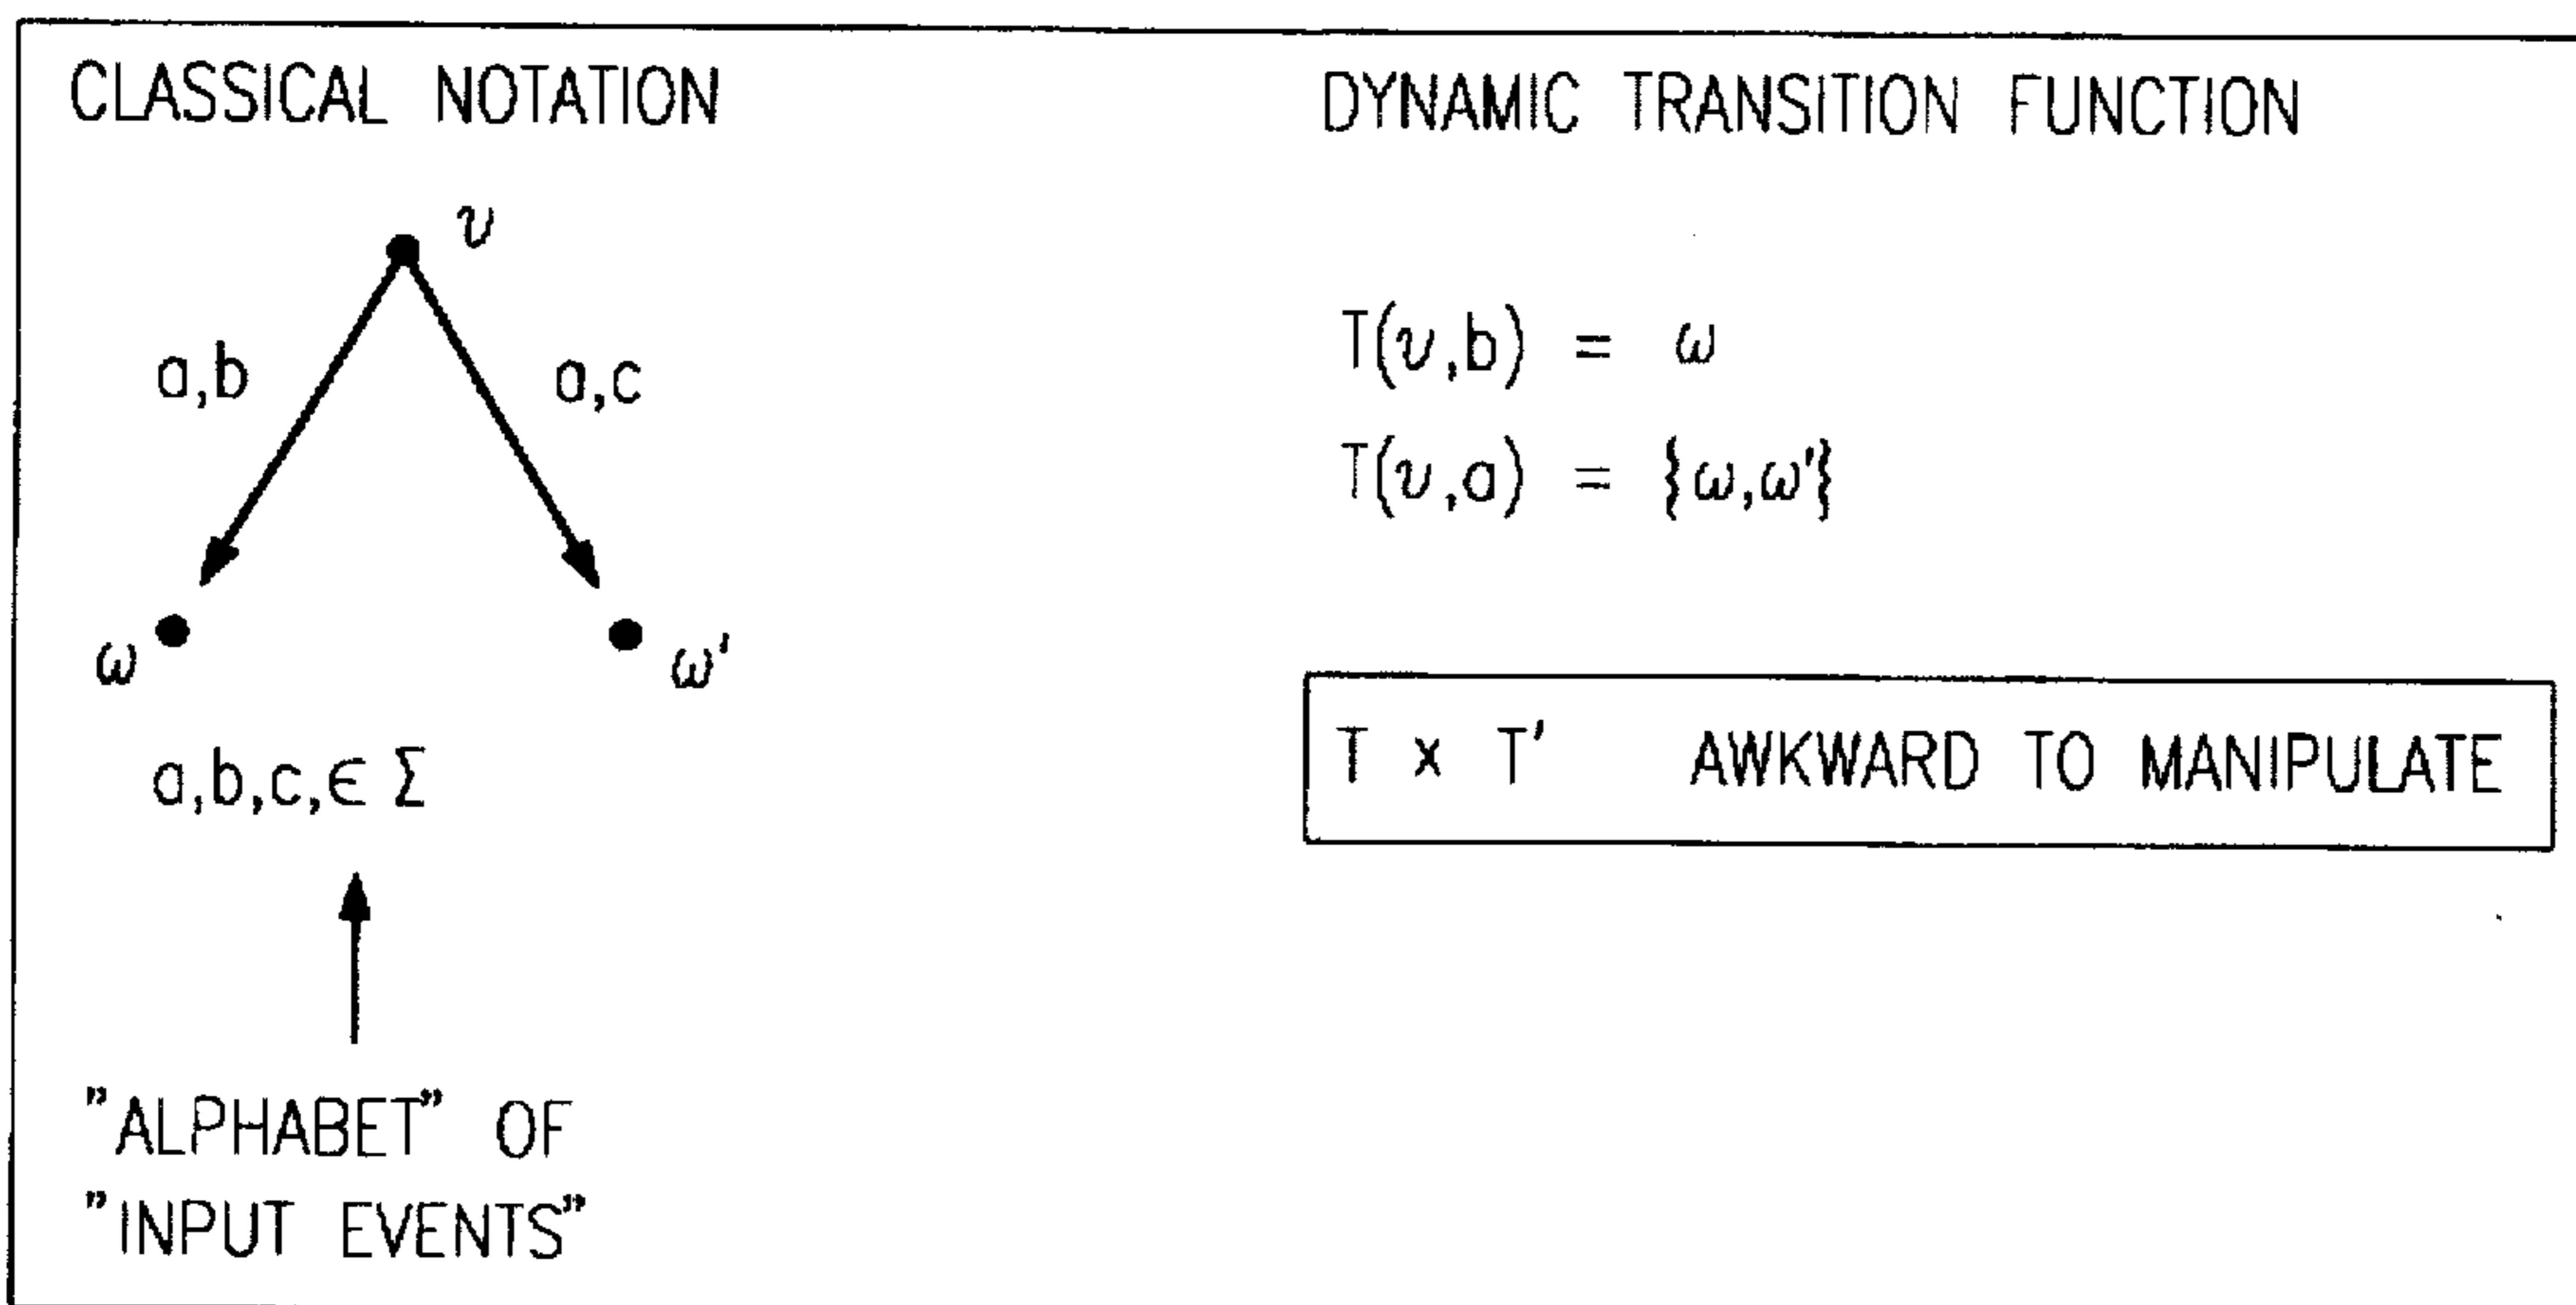 CLASSICAL NOTATION
DYNAMIC TRANSITION FUNCTION
υ
a,b
a,c
ω
ω'
a,b,c,ϵ Σ
"ALPHABET" OF
"INPUT EVENTS"
T(υ,b) = ω
T(υ,a) = {ω,ω'}
T x T' AWKWARD TO MANIPULATE